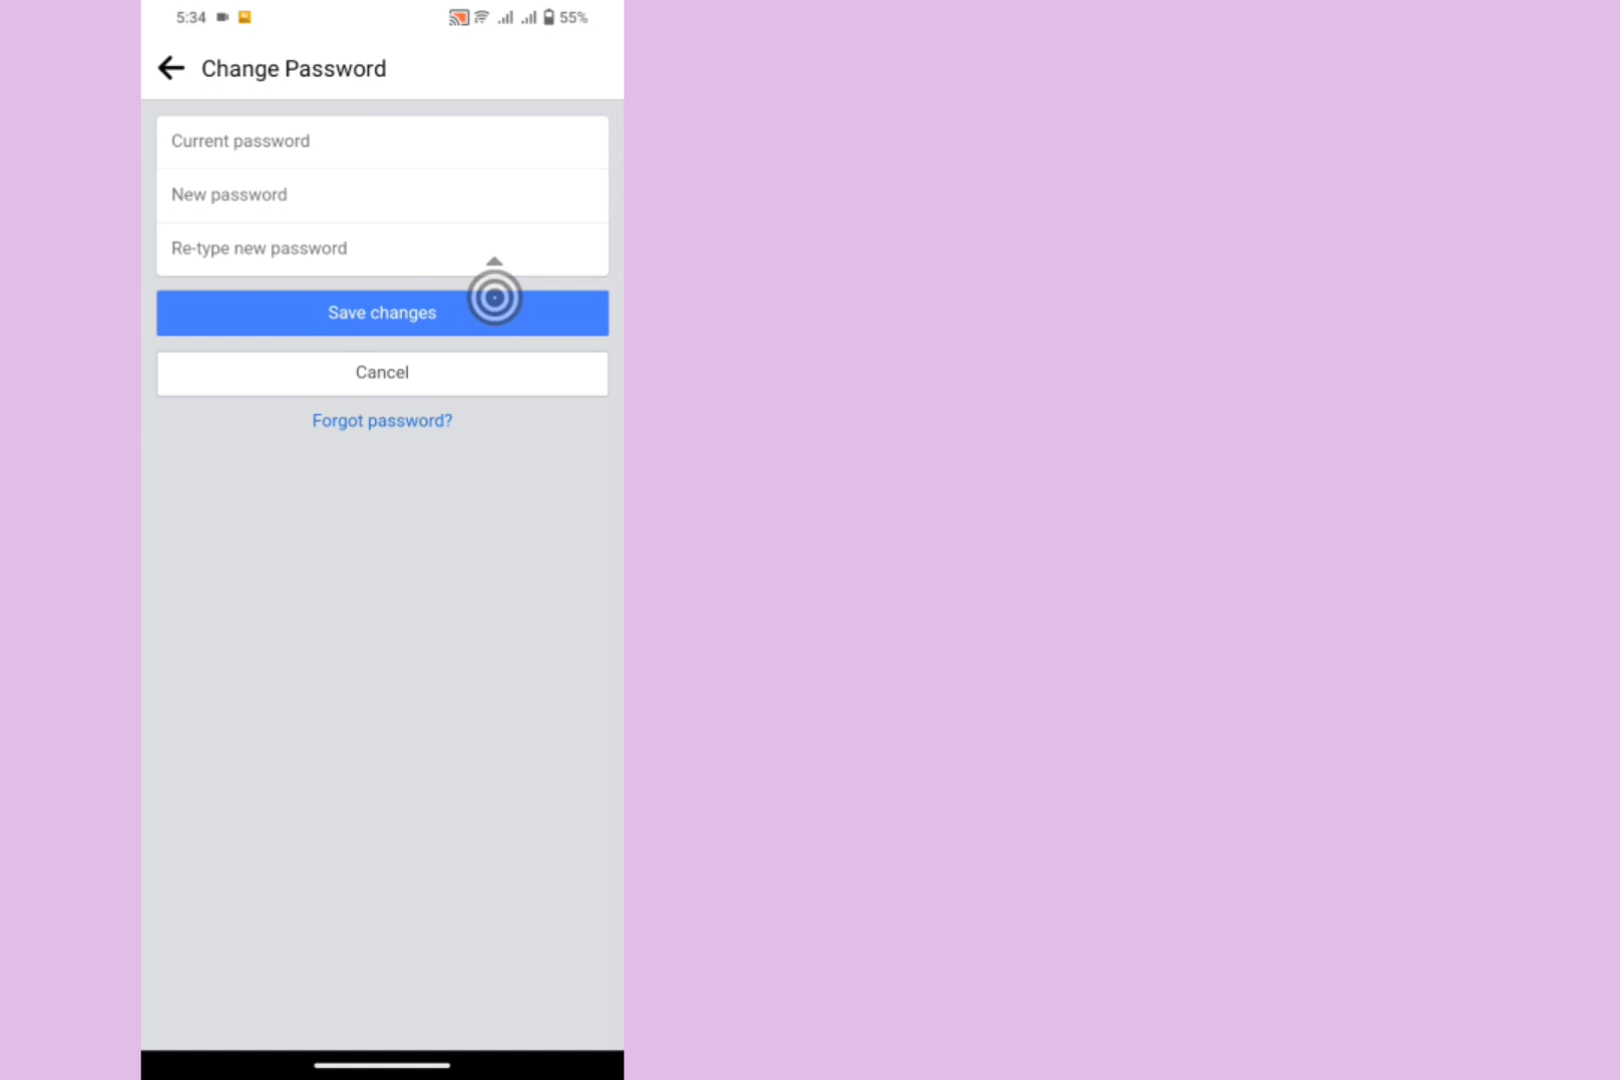 5:34
55%
Change Password
Current password
New password
Re-type new password
Save changes
Cancel
Forgot password?